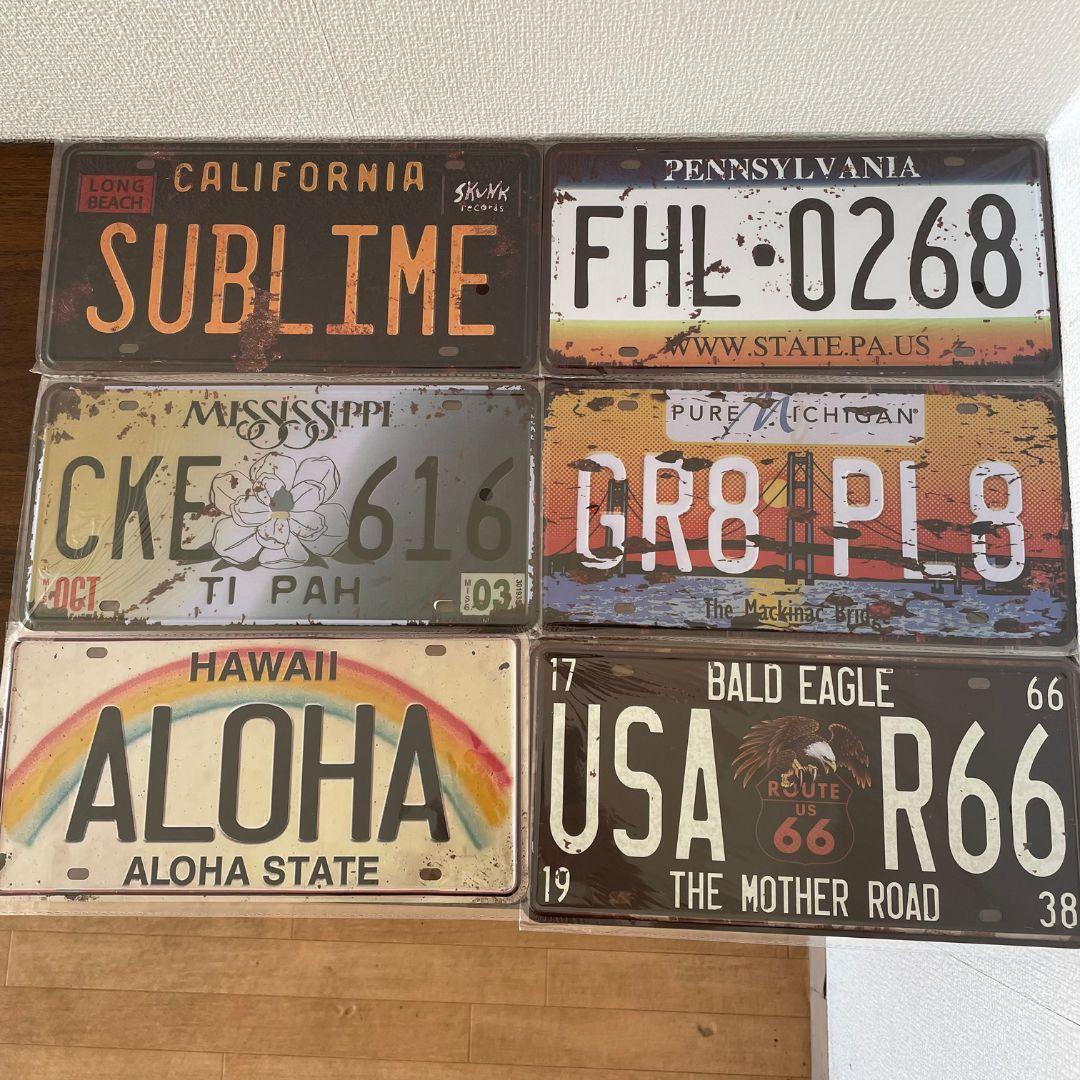 CALIFORNIA
LONG
BEACH
SKUNK
records
SUBLIME
PENNSYLVANIA
FHL·0268
WWW.STATE.PA.US
MISSISSIPPI
CKE 616
TI PAH
OCT
03
PURE MICHIGAN®
GR8 PL8
The Mackinac Bridge
HAWAII
ALOHA
ALOHA STATE
17 BALD EAGLE 66
USA R66
ROUTE
US
66
19 THE MOTHER ROAD 38